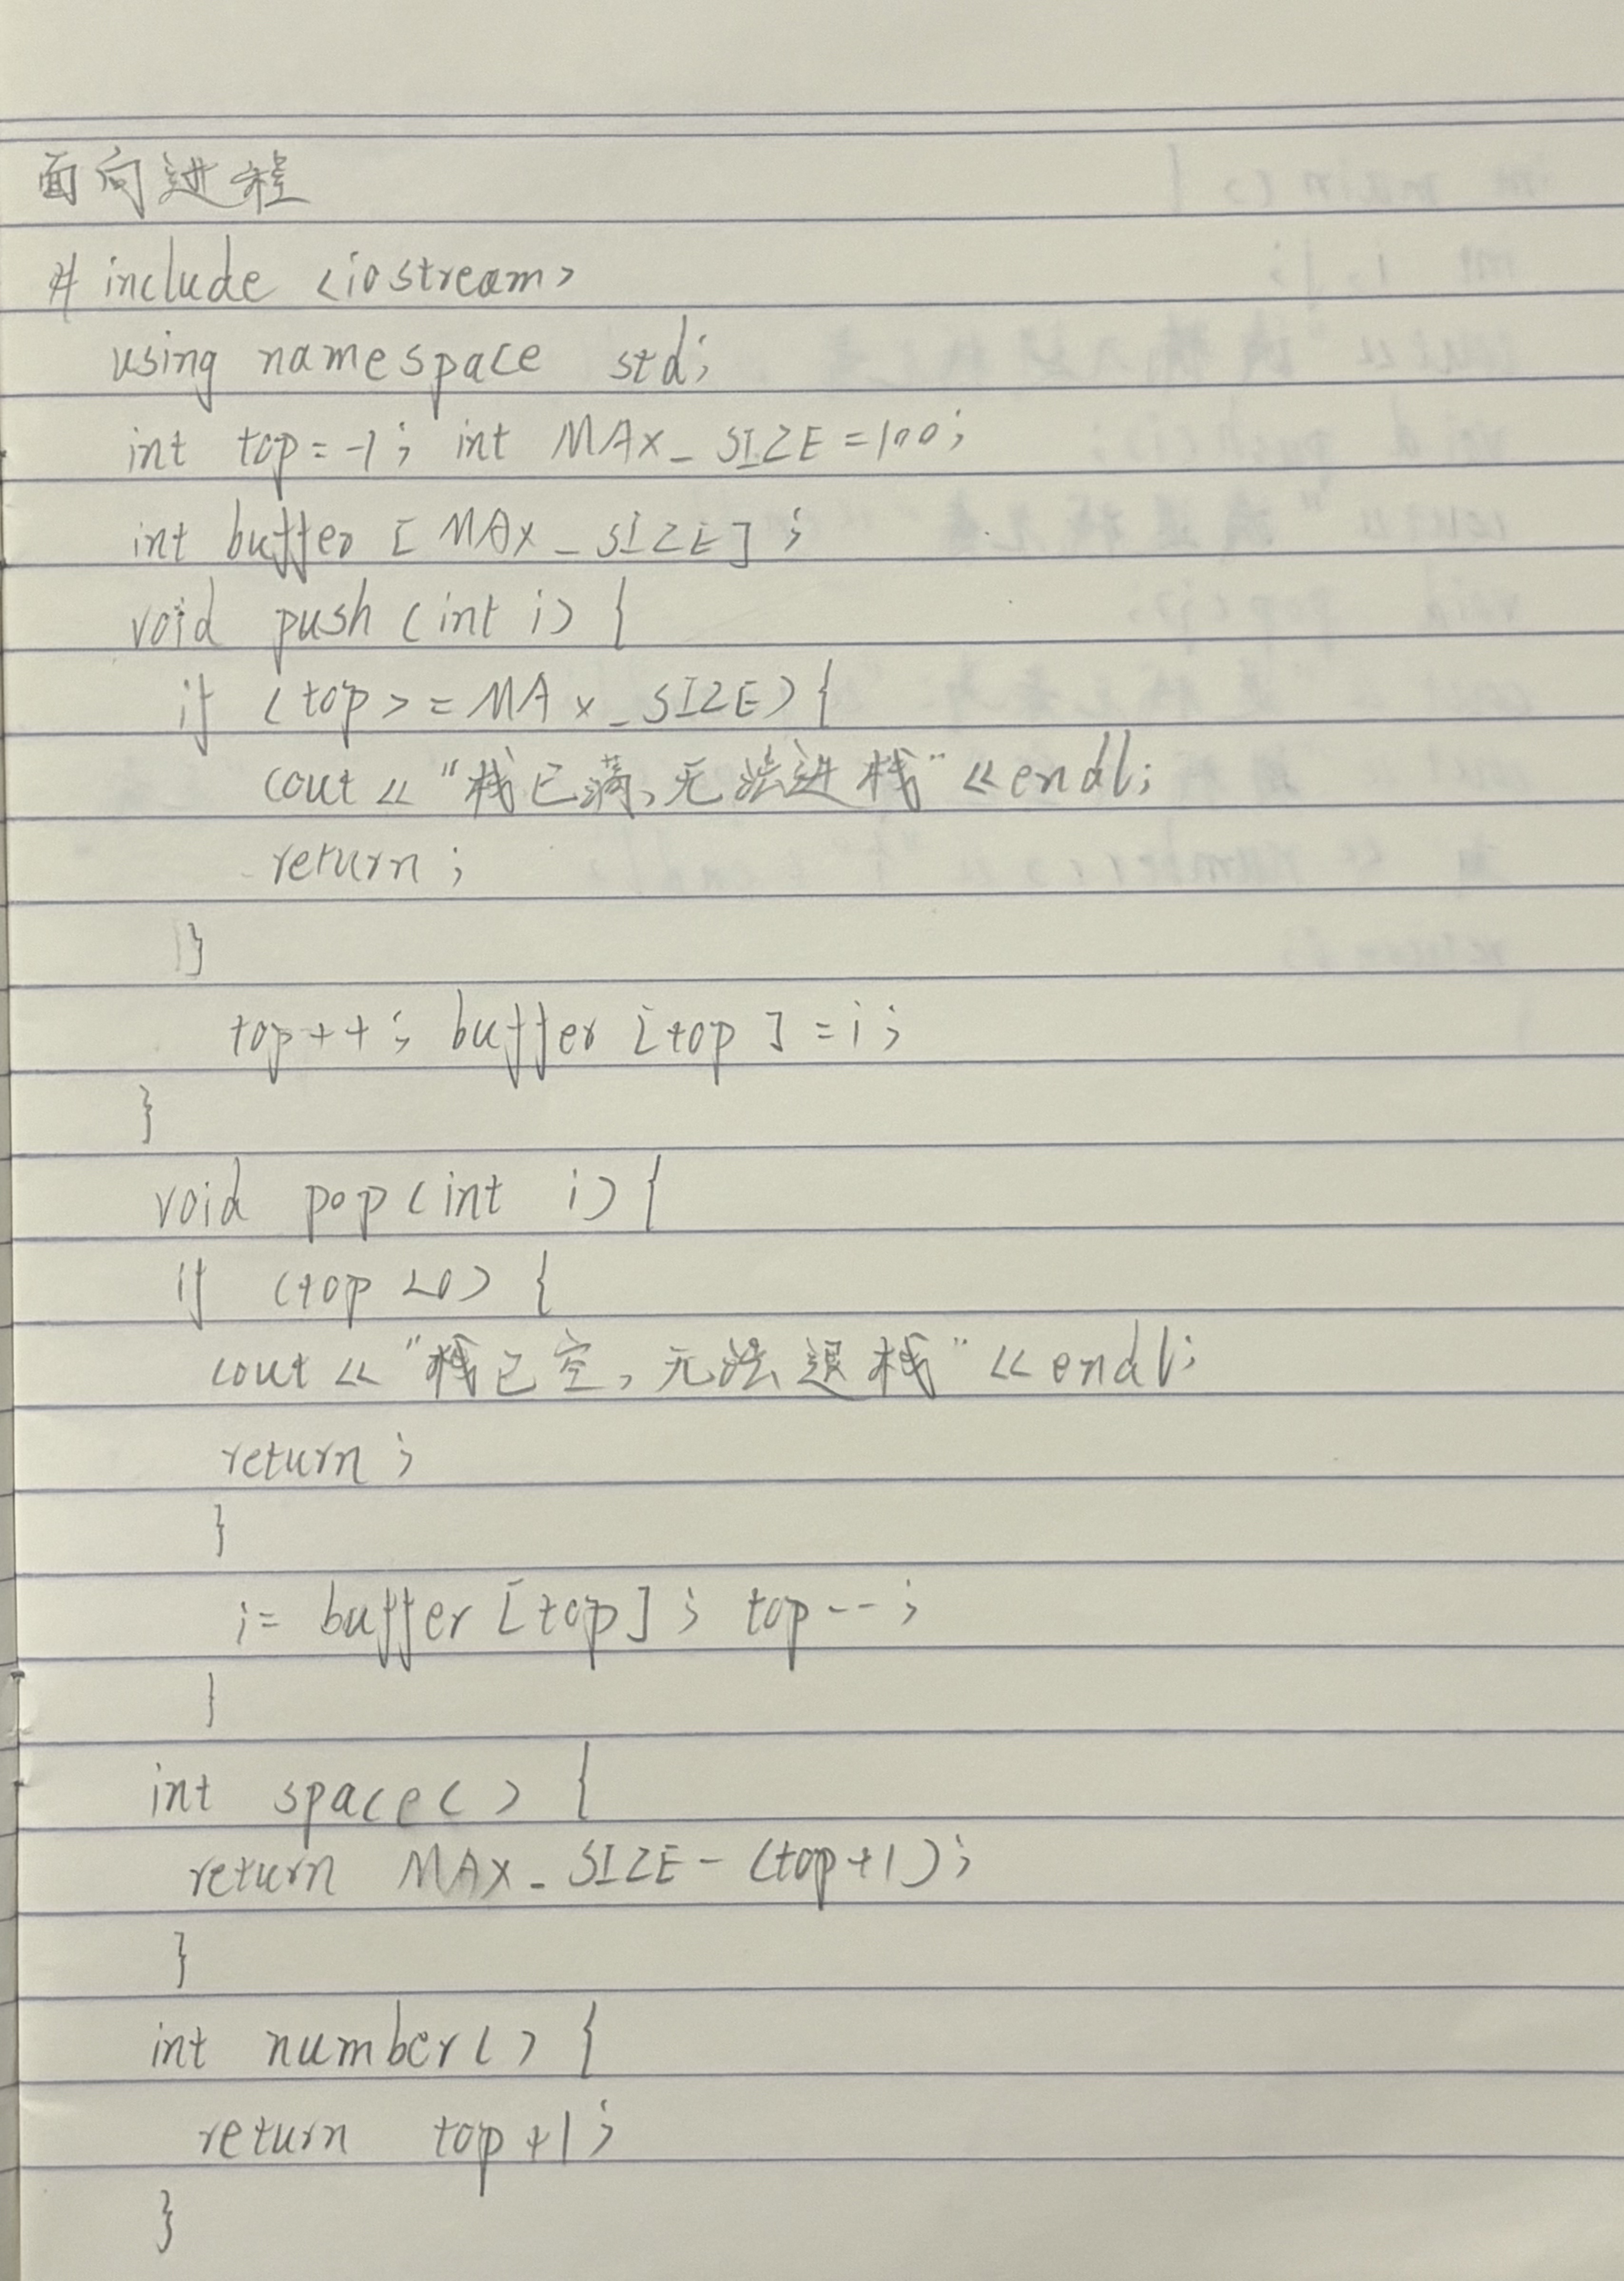 面向进程
# include <iostream>
using namespace std;
int top=-1; int MAX_SIZE=100;
int buffer [MAX_SIZE];
void push (int i) {
if (top>=MAX_SIZE){
cout << "栈已满,无法进栈" << endl;
return;
}
top++; buffer [top] =i;
}
void pop(int i) {
if (top <0) {
cout << "栈已空,无法退栈" << endl;
return;
}
i= buffer [top]; top--;
}
int space() {
return MAX_SIZE-(top+1);
}
int number() {
return top+1;
}